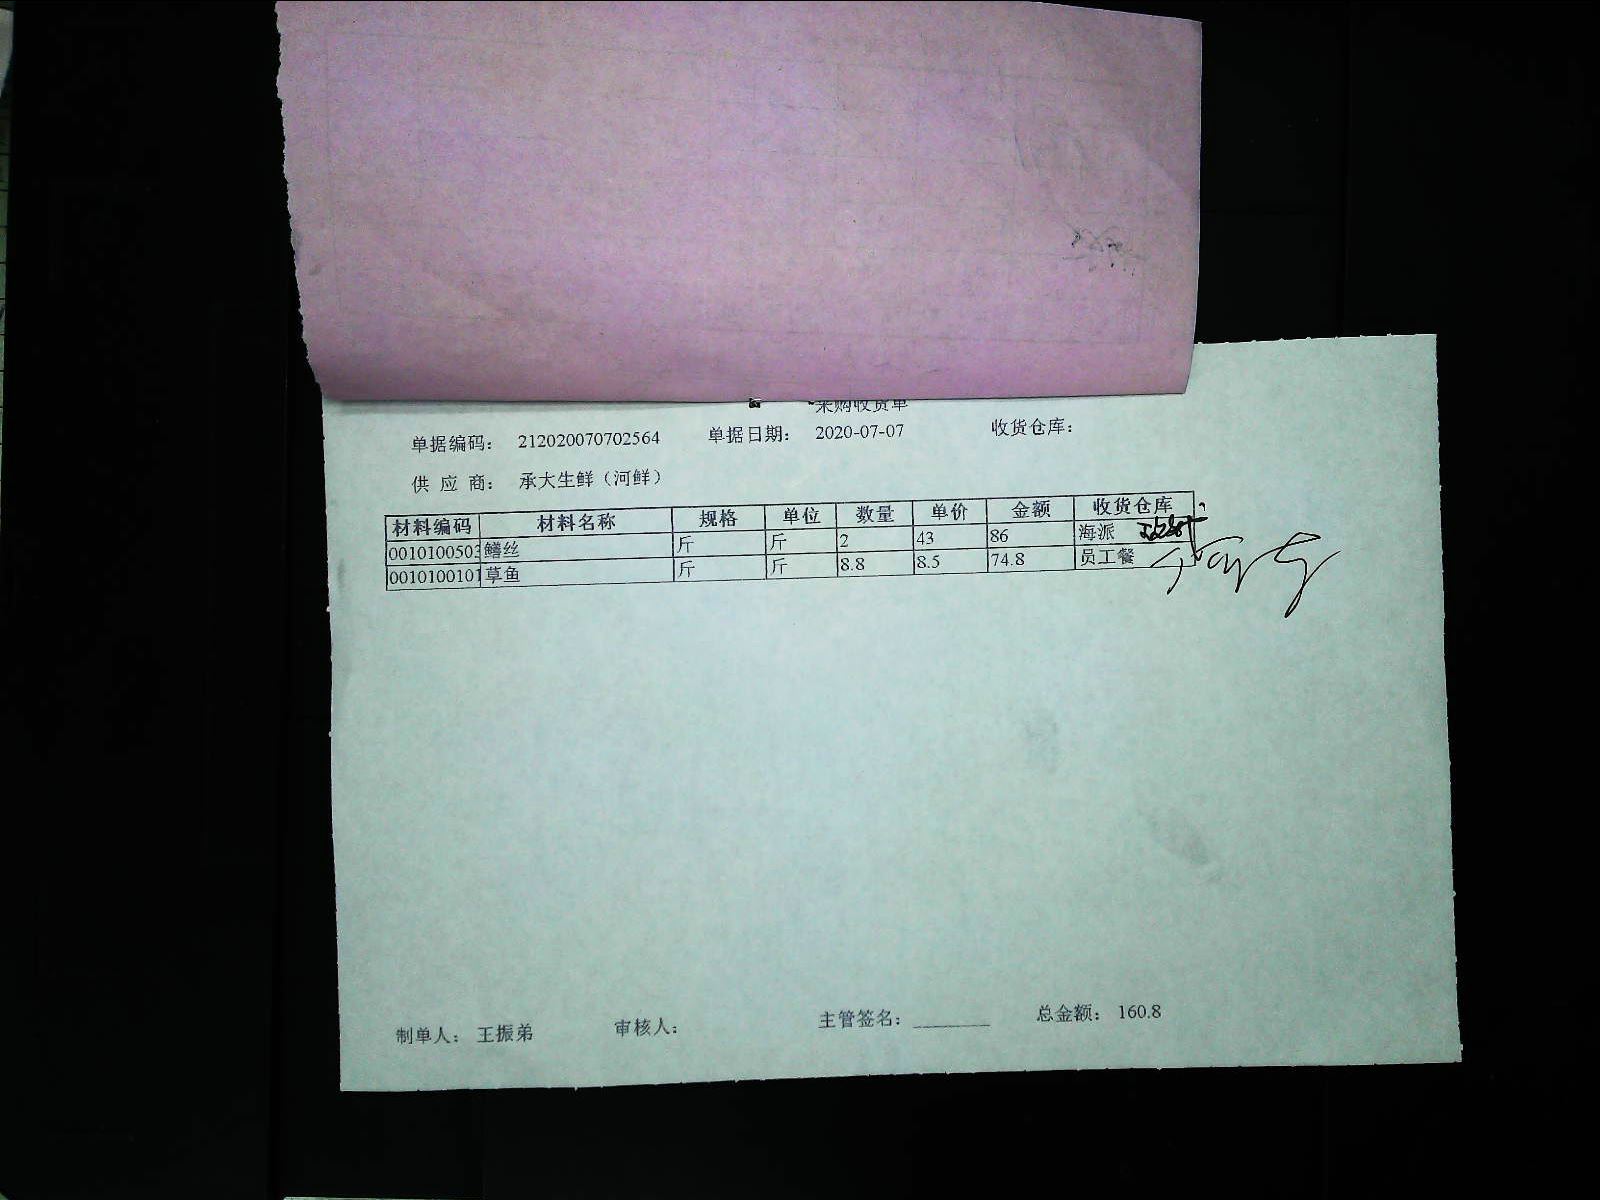 采购收货单
单据编码： 212020070702564 单据日期： 2020-07-07 收货仓库：
供 应 商： 承大生鲜（河鲜）
材料编码 材料名称 规格 单位 数量 单价 金额 收货仓库
0010100503 鳝丝 斤 斤 2 43 86 海派
0010100101 草鱼 斤 斤 8.8 8.5 74.8 员工餐
制单人： 王振弟 审核人： 主管签名： ________ 总金额： 160.8